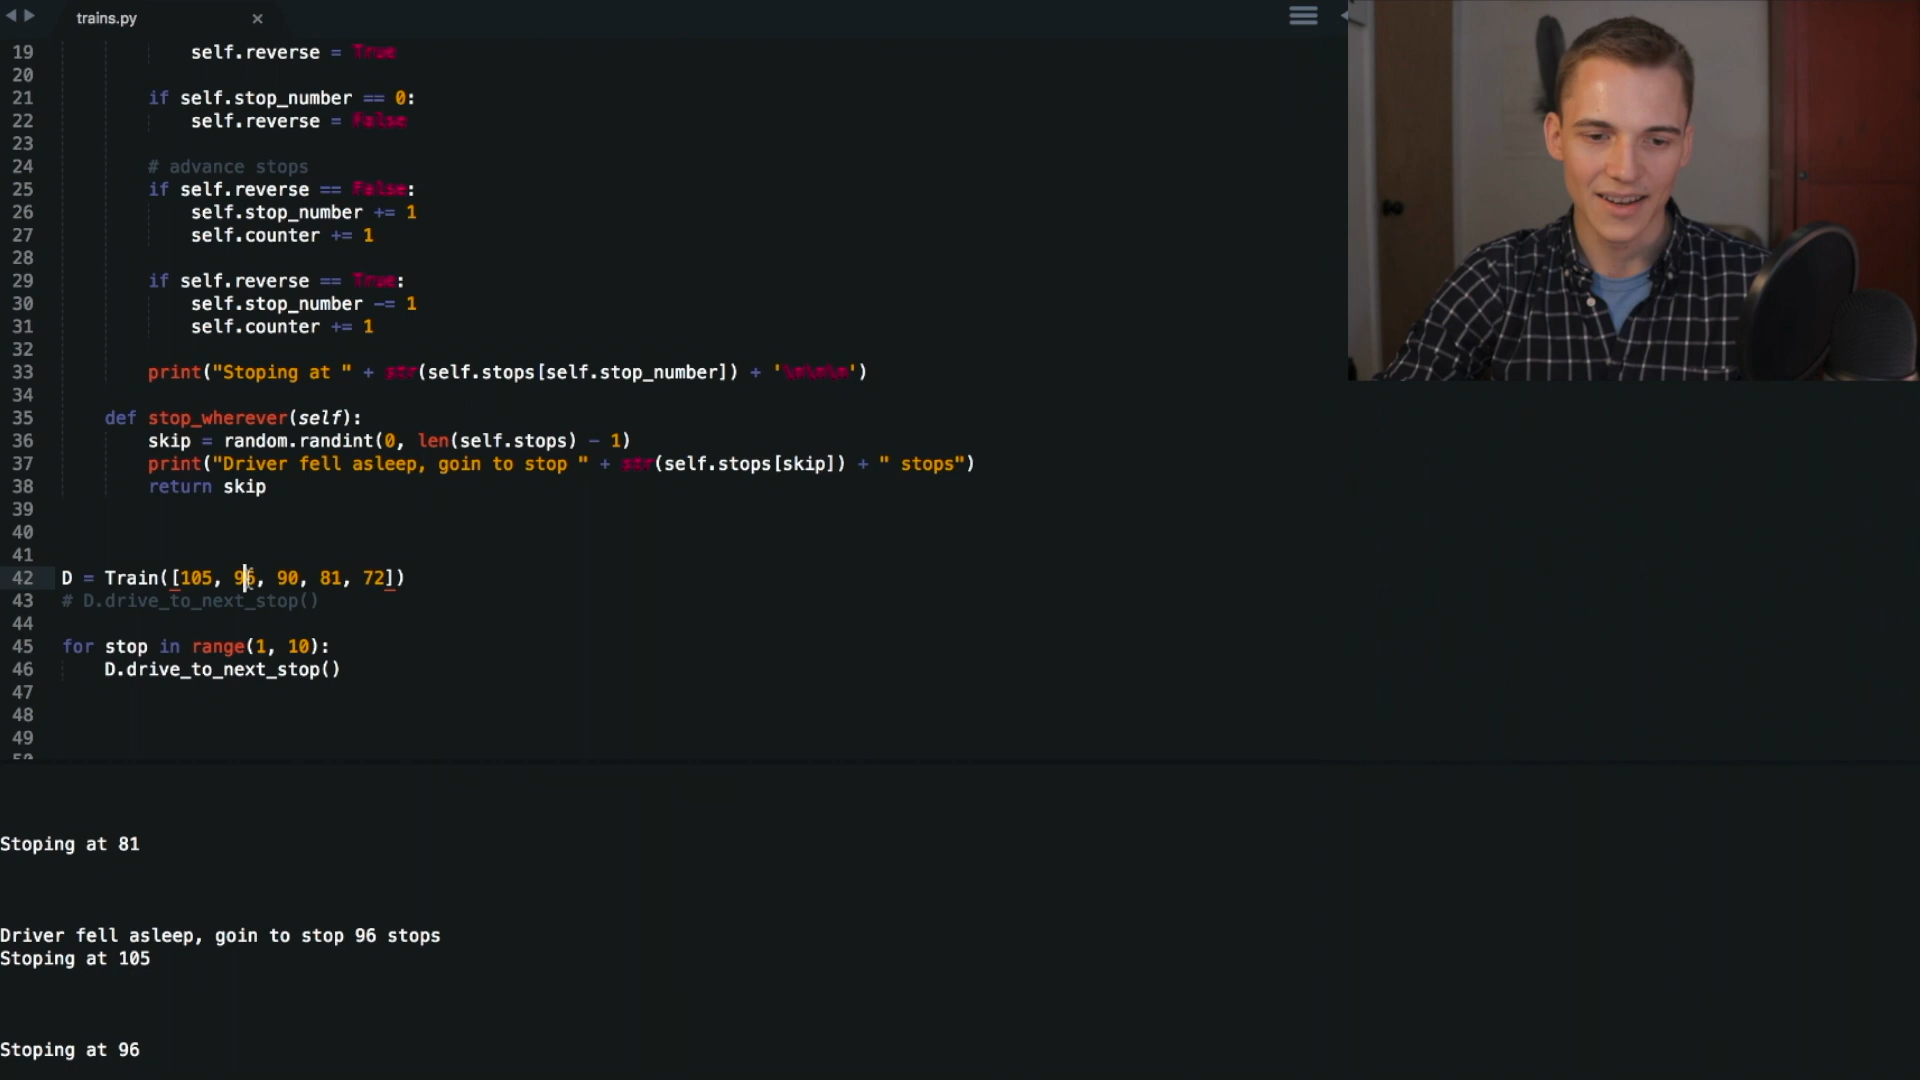 trains.py
19 self.reverse = True
20
21 if self.stop_number == 0:
22 self.reverse = False
23
24 # advance stops
25 if self.reverse == False:
26 self.stop_number += 1
27 self.counter += 1
28
29 if self.reverse == True:
30 self.stop_number -= 1
31 self.counter += 1
32
33 print("Stoping at " + str(self.stops[self.stop_number]) + '\n\n\n')
34
35 def stop_wherever(self):
36 skip = random.randint(0, len(self.stops) - 1)
37 print("Driver fell asleep, goin to stop " + str(self.stops[skip]) + " stops")
38 return skip
39
40
41
42 D = Train([105, 96, 90, 81, 72])
43 # D.drive_to_next_stop()
44
45 for stop in range(1, 10):
46 D.drive_to_next_stop()
47
48
49
Stoping at 81
Driver fell asleep, goin to stop 96 stops
Stoping at 105
Stoping at 96